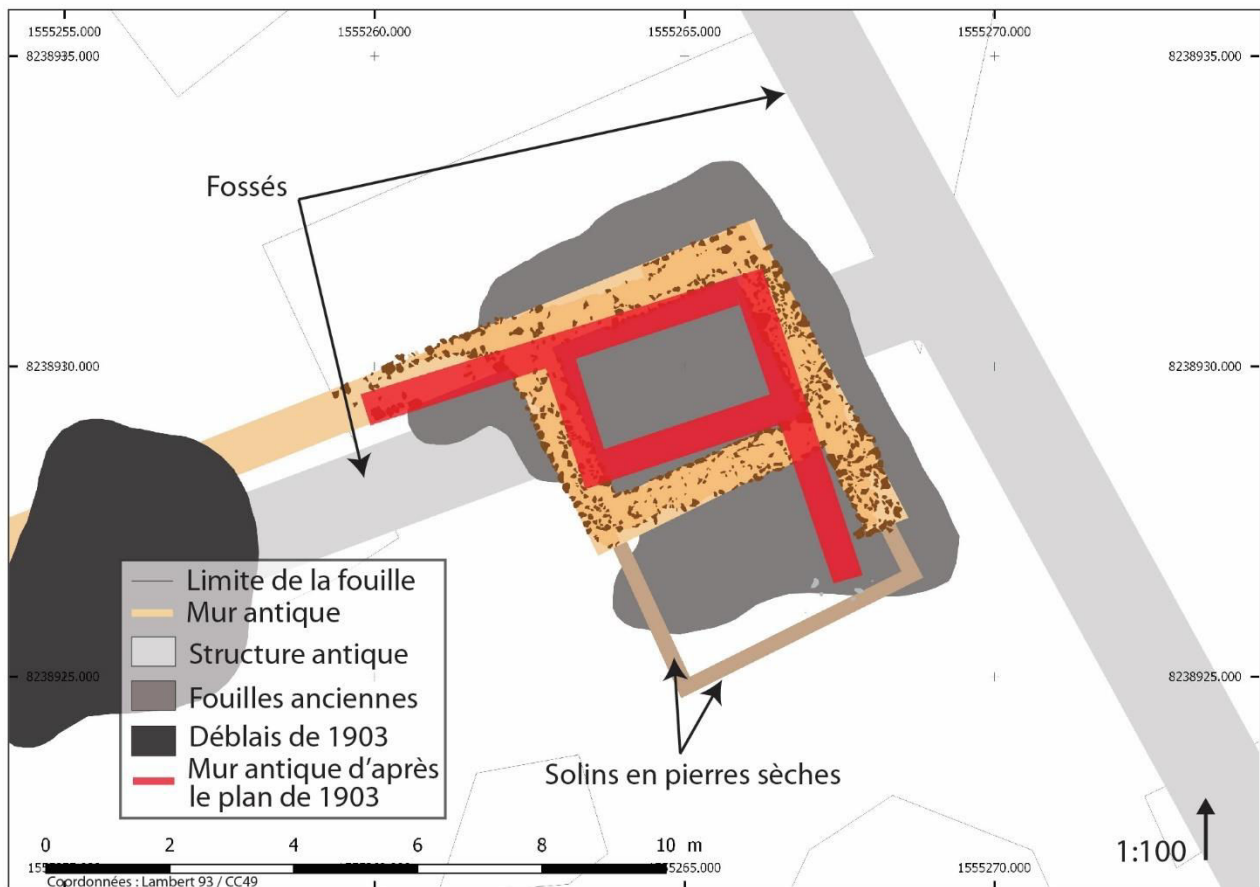 1555255.000 1555260.000 1555265.000 1555270.000
8238935.000 8238935.000
Fossés
8238930.000 8238930.000
8238925.000 8238925.000
Limite de la fouille
Mur antique
Structure antique
Fouilles anciennes
Déblais de 1903
Mur antique d'après
le plan de 1903
Solins en pierres sèches
0 2 4 6 8 10 m
1:100
1555265.000 1555270.000
Coordonnées : Lambert 93 / CC49